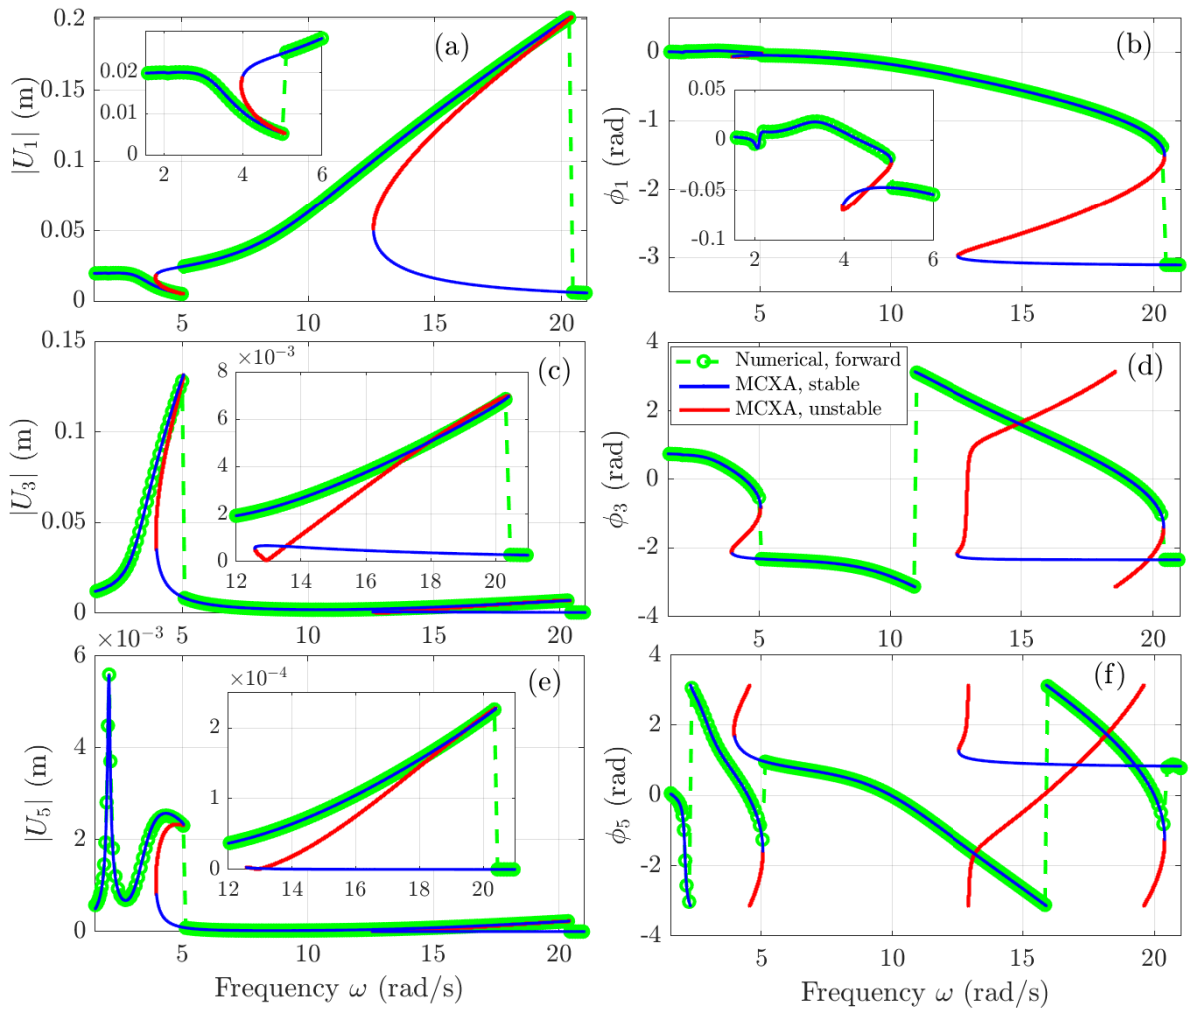 0.2
0.15
0.1
0.05
0
|U₁| (m)
(a)
0.02
0.01
0
2 4 6
5 10 15 20
0
-1
-2
-3
ϕ₁ (rad)
(b)
0.05
0
-0.05
-0.1
2 4 6
5 10 15 20
0.15
0.1
0.05
0
|U₃| (m)
(c)
×10⁻³
8
6
4
2
0
12 14 16 18 20
5 10 15 20
4
2
0
-2
-4
ϕ₃ (rad)
(d)
Numerical, forward
MCXA, stable
MCXA, unstable
5 10 15 20
×10⁻³
6
4
2
0
|U₅| (m)
(e)
×10⁻⁴
2
1
0
12 14 16 18 20
5 10 15 20
Frequency ω (rad/s)
4
2
0
-2
-4
ϕ₅ (rad)
(f)
5 10 15 20
Frequency ω (rad/s)